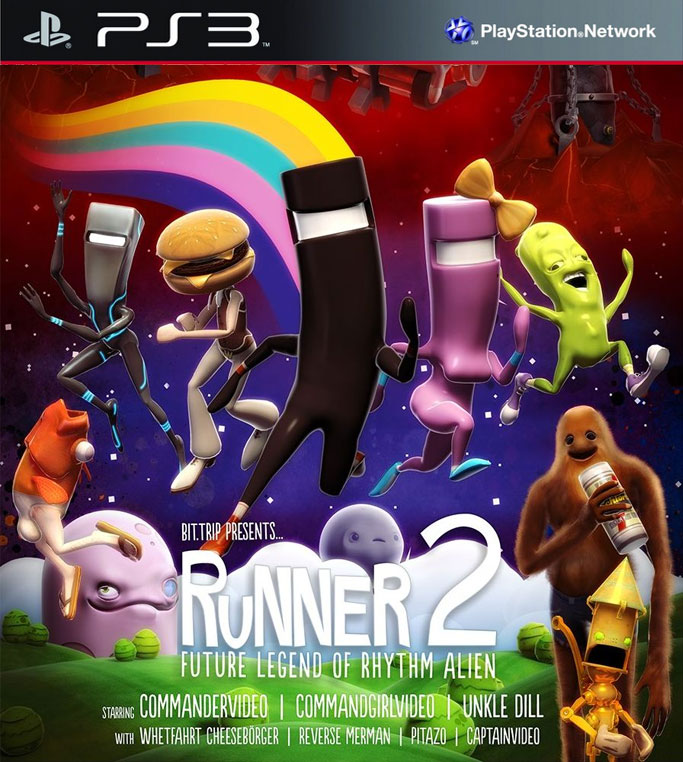 PS3™
PlayStation®Network
BIT.TRIP PRESENTS...
RUNNER 2
FUTURE LEGEND OF RHYTHM ALIEN
STARRING COMMANDERVIDEO | COMMANDGIRLVIDEO | UNKLE DILL
WITH WHETFAHRT CHEESEBÖRGER | REVERSE MERMAN | PITAZO | CAPTAINVIDEO